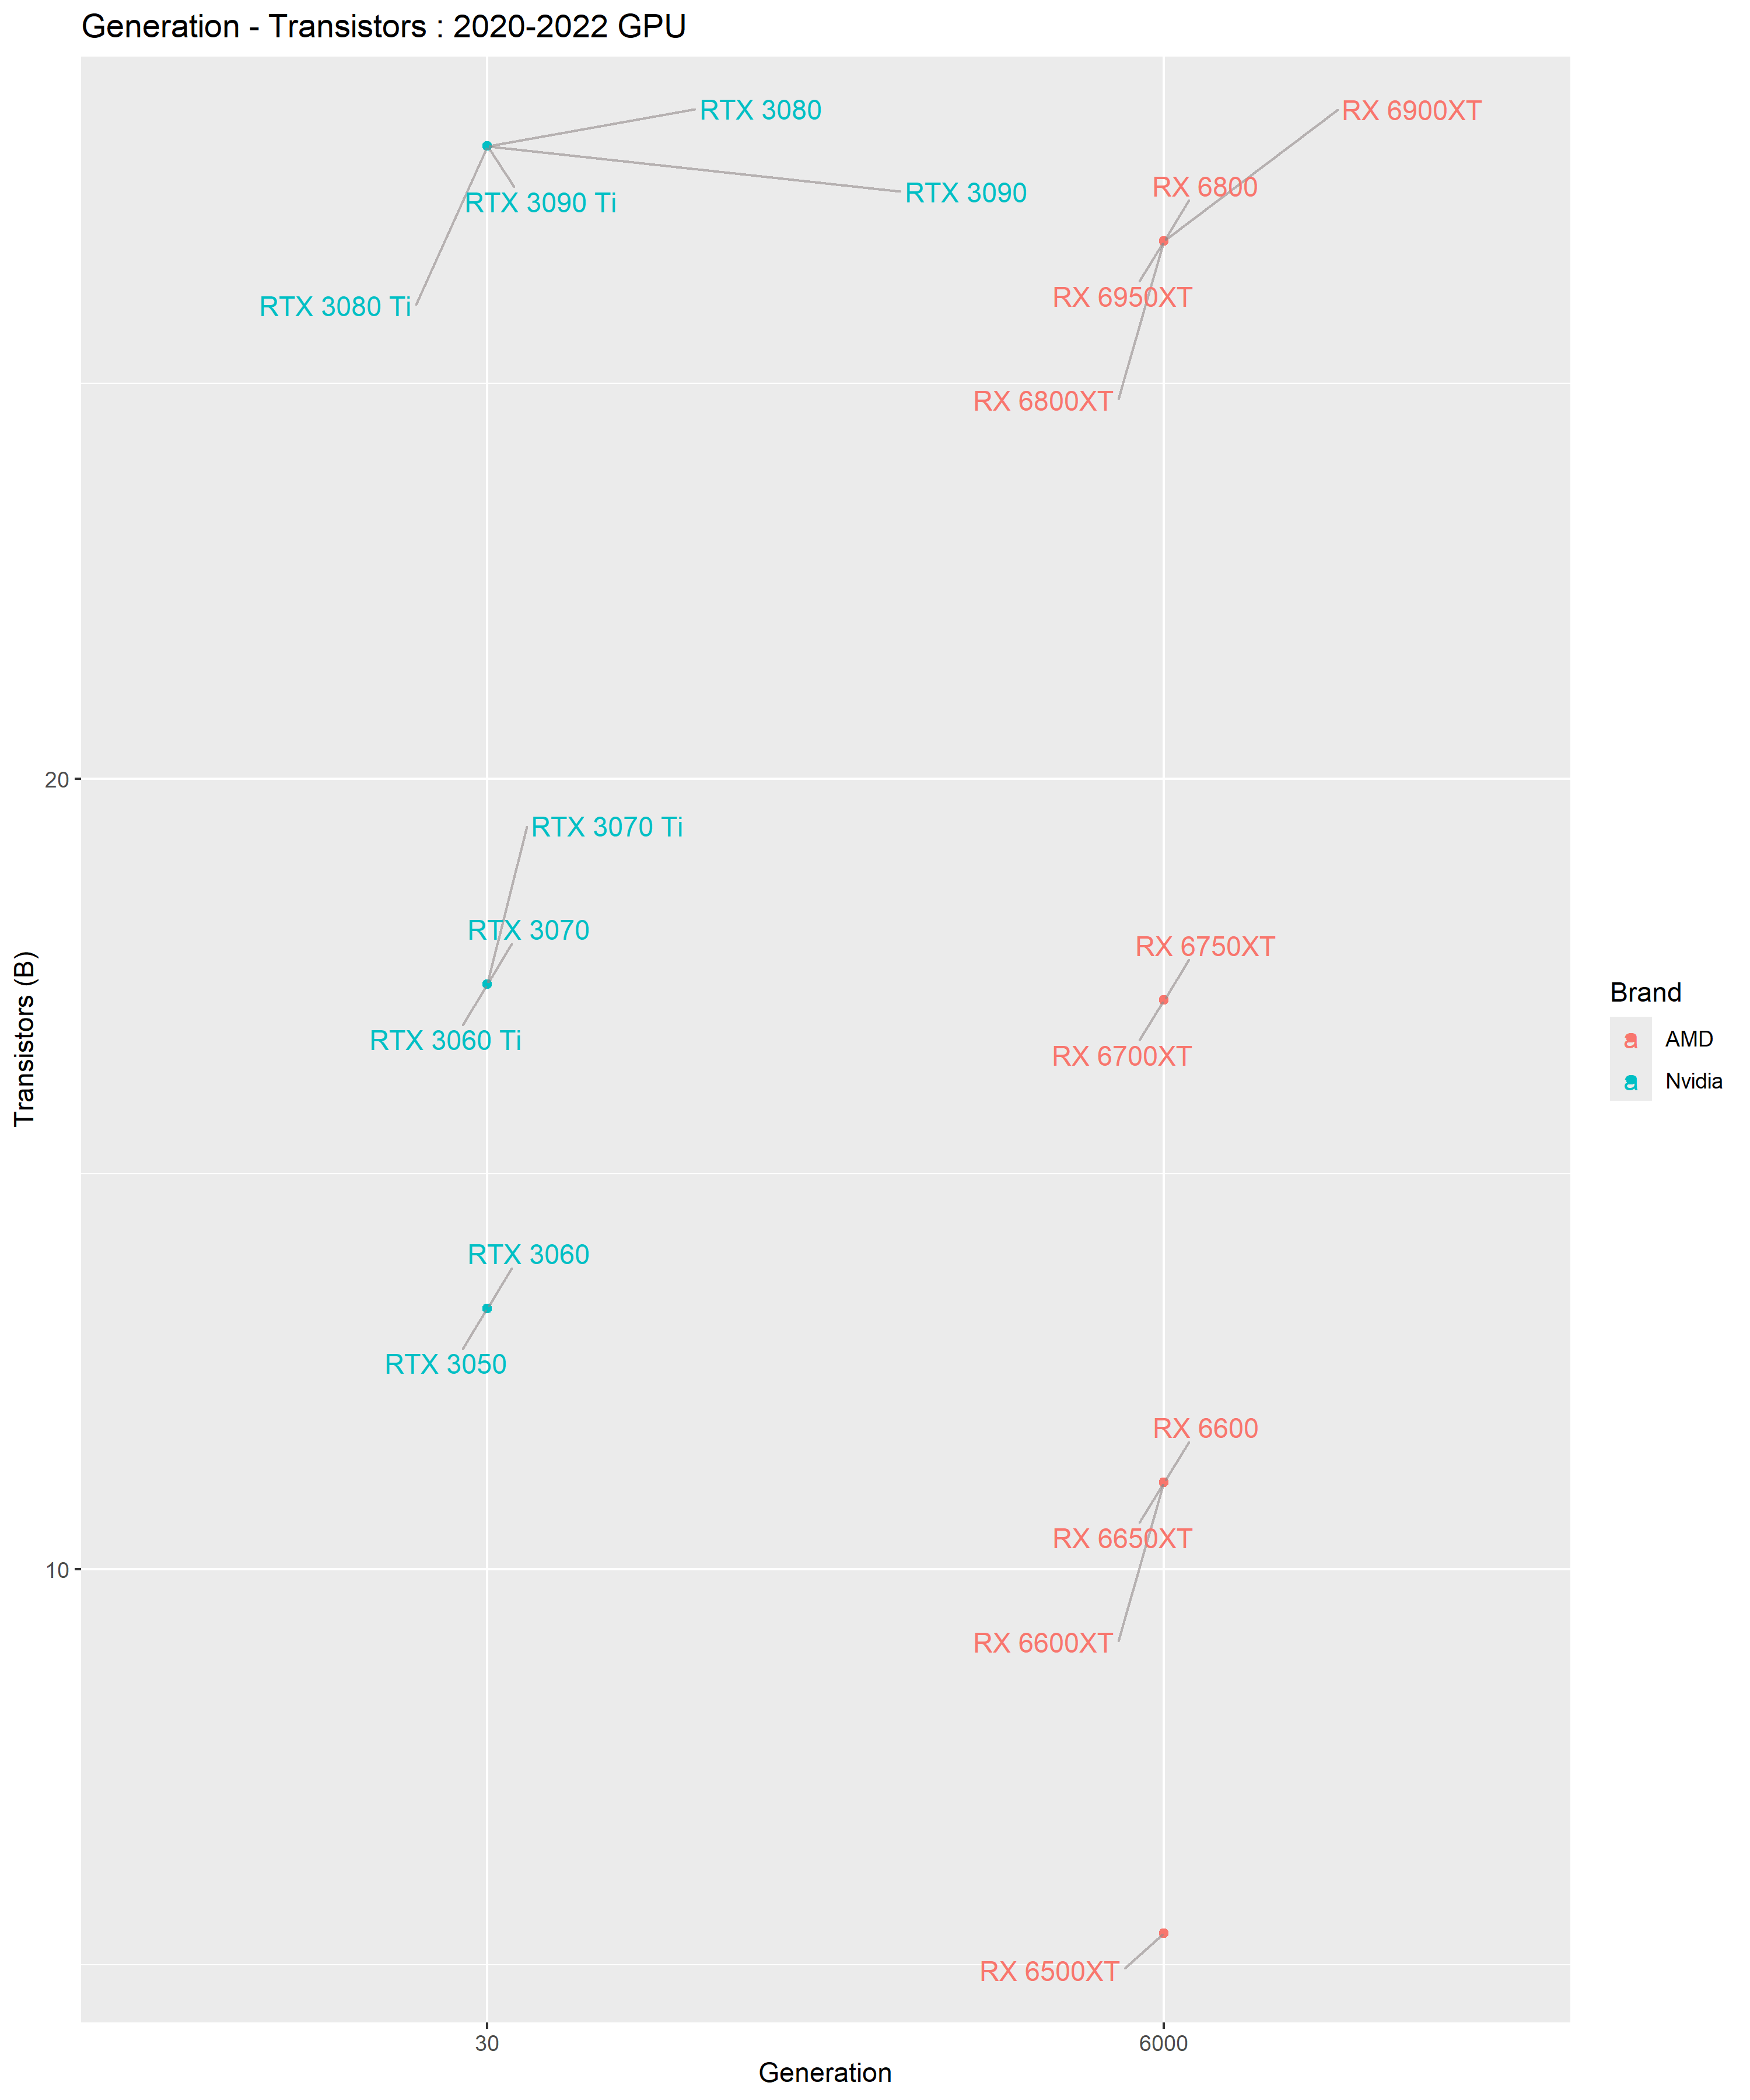 Generation - Transistors : 2020-2022 GPU
RTX 3080
RX 6900XT
RX 6800
RTX 3090
RTX 3090 Ti
RX 6950XT
RTX 3080 Ti
RX 6800XT
20
RTX 3070 Ti
RTX 3070
RX 6750XT
RTX 3060 Ti
RX 6700XT
Transistors (B)
Brand
a AMD
a Nvidia
RTX 3060
RTX 3050
RX 6600
RX 6650XT
10
RX 6600XT
RX 6500XT
30
6000
Generation